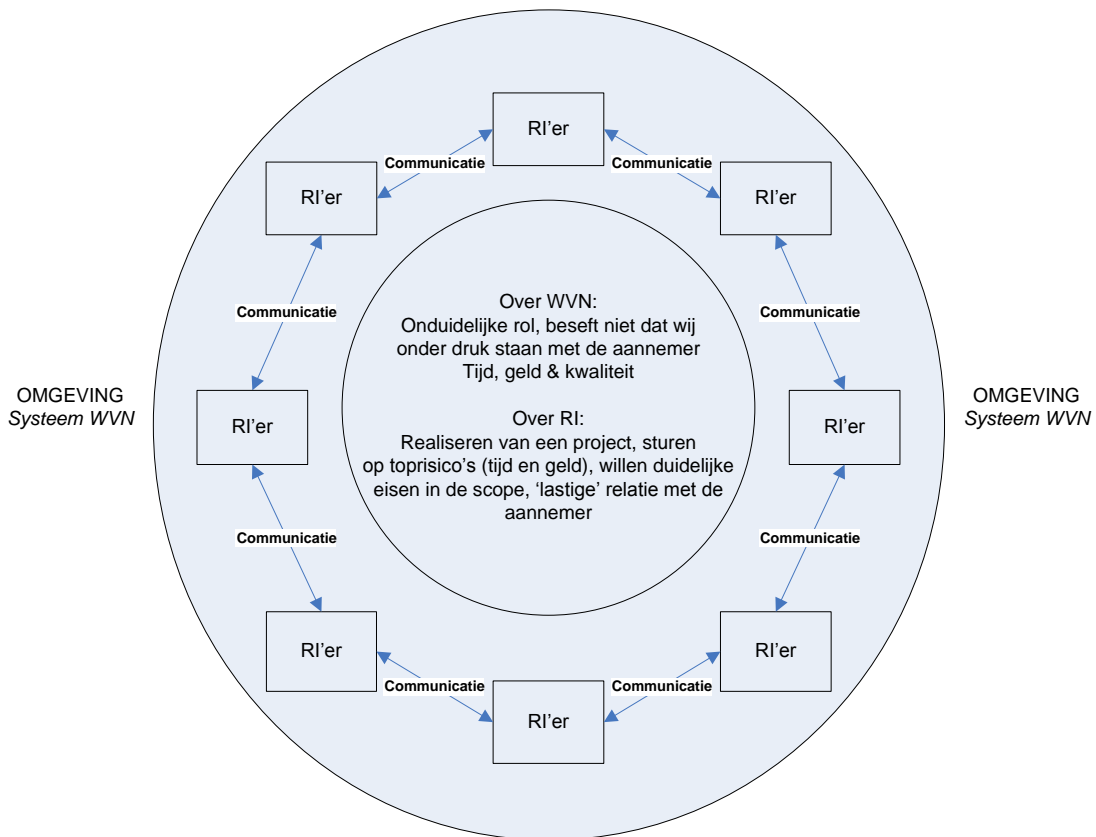 RI'er
Communicatie
Communicatie
RI'er
RI'er
Communicatie
Communicatie
Over WVN:
Onduidelijke rol, beseft niet dat wij
onder druk staan met de aannemer
Tijd, geld & kwaliteit
Over RI:
Realiseren van een project, sturen
op toprisico's (tijd en geld), willen duidelijke
eisen in de scope, 'lastige' relatie met de
aannemer
OMGEVING
Systeem WVN
RI'er
RI'er
OMGEVING
Systeem WVN
Communicatie
Communicatie
RI'er
RI'er
Communicatie
Communicatie
RI'er